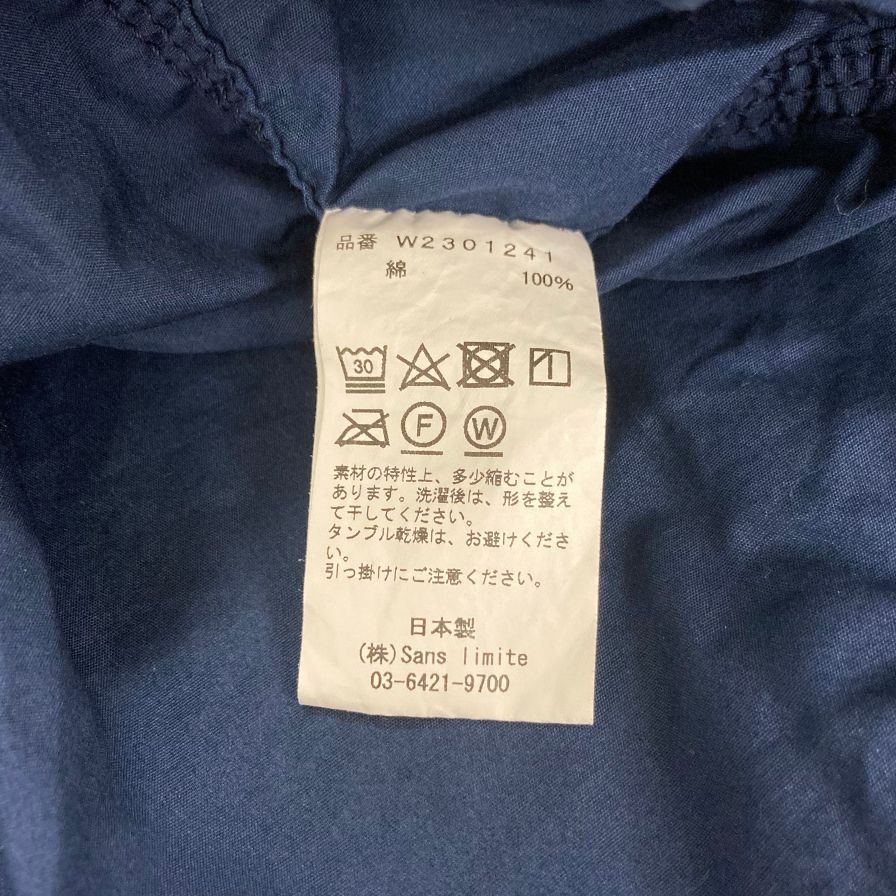 品番 W2301241
綿 100%
30
F W
素材の特性上、多少縮むことが
あります。洗濯後は、形を整え
て干してください。
タンブル乾燥は、お避けくださ
い。
引っ掛けにご注意ください。
日本製
(株)Sans limite
03-6421-9700